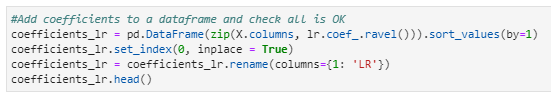 #Add coefficients to a dataframe and check all is OK
coefficients_lr = pd.DataFrame(zip(X.columns, lr.coef_.ravel())).sort_values(by=1)
coefficients_lr.set_index(0, inplace = True)
coefficients_lr = coefficients_lr.rename(columns={1: 'LR'})
coefficients_lr.head()